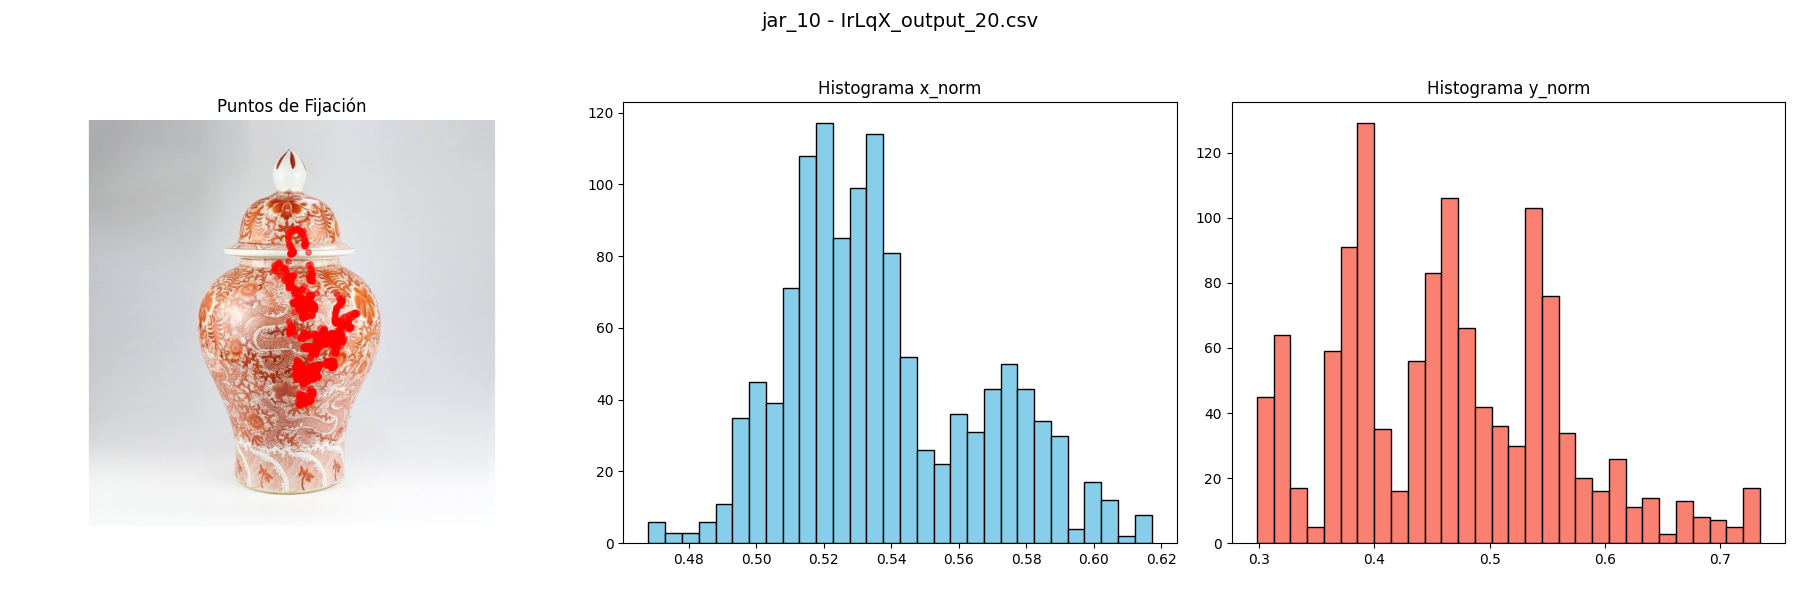 jar_10 - IrLqX_output_20.csv
Puntos de Fijación
Histograma x_norm
120
100
80
60
40
20
0
0.48 0.50 0.52 0.54 0.56 0.58 0.60 0.62
Histograma y_norm
120
100
80
60
40
20
0
0.3 0.4 0.5 0.6 0.7